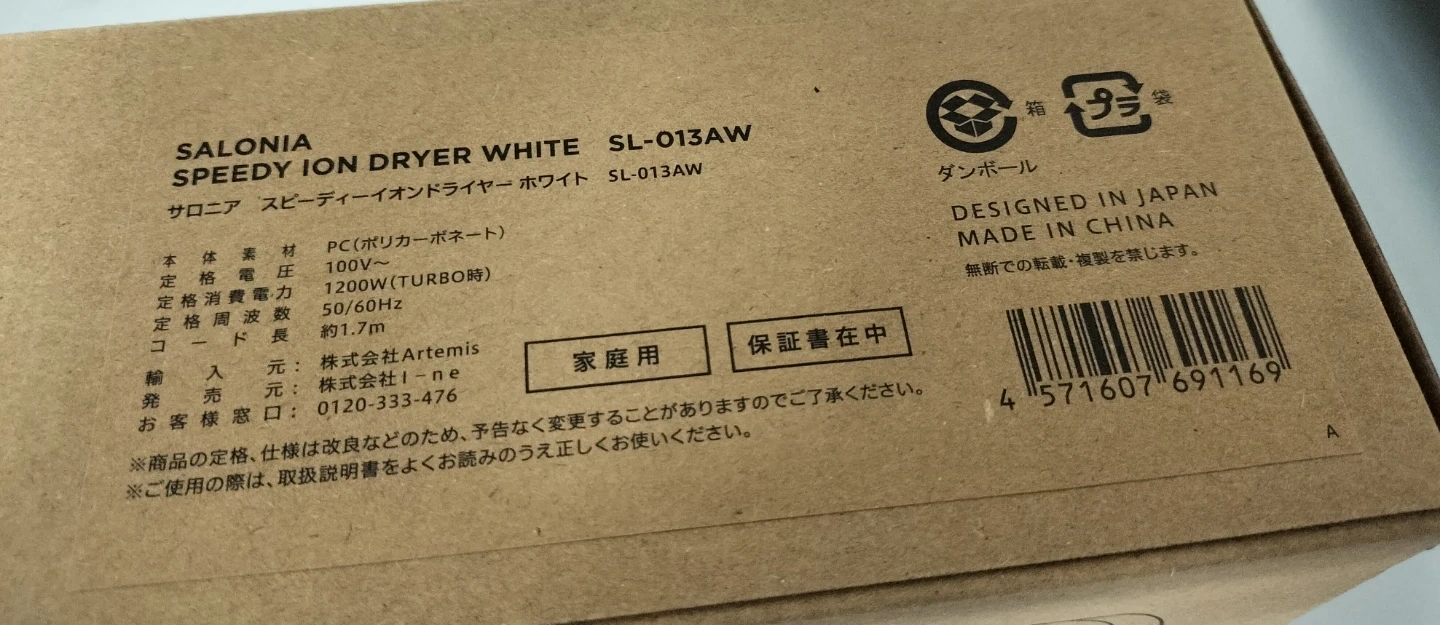 SALONIA
SPEEDY ION DRYER WHITE SL-013AW
サロニア スピーディーイオンドライヤー ホワイト SL-013AW
本体素材 PC(ポリカーボネート)
定格電圧 100V〜
定格消費電力 1200W(TURBO時)
定格周波数 50/60Hz
コード長 約1.7m
輸入元: 株式会社Artemis
発売元: 株式会社I-ne
お客様窓口: 0120-333-476
家庭用
保証書在中
※商品の定格、仕様は改良などのため、予告なく変更することがありますのでご了承ください。
※ご使用の際は、取扱説明書をよくお読みのうえ正しくお使いください。
箱
プラ 袋
ダンボール
DESIGNED IN JAPAN
MADE IN CHINA
無断での転載・複製を禁じます。
4 571607 691169
A